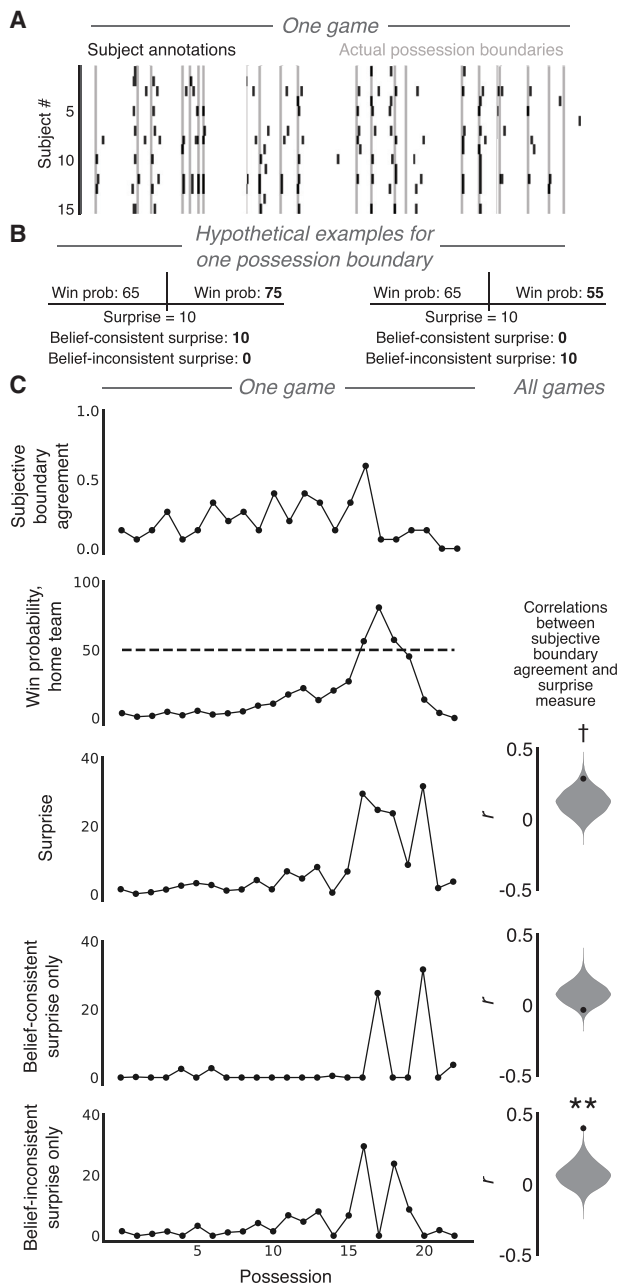 A
One game
Subject annotations
Actual possession boundaries
Subject #
5
10
15
B
Hypothetical examples for
one possession boundary
Win prob: 65
Win prob: 75
Surprise = 10
Belief-consistent surprise: 10
Belief-inconsistent surprise: 0
Win prob: 65
Win prob: 55
Surprise = 10
Belief-consistent surprise: 0
Belief-inconsistent surprise: 10
C
One game
All games
Subjective
boundary
agreement
1.0
0.5
0.0
Win probability,
home team
100
50
0
Correlations
between
subjective
boundary
agreement and
surprise
measure
Surprise
40
20
0
†
r
0.5
0
-0.5
Belief-consistent
surprise only
40
20
0
r
0.5
0
-0.5
Belief-inconsistent
surprise only
40
20
0
**
r
0.5
0
-0.5
5
10
15
20
Possession